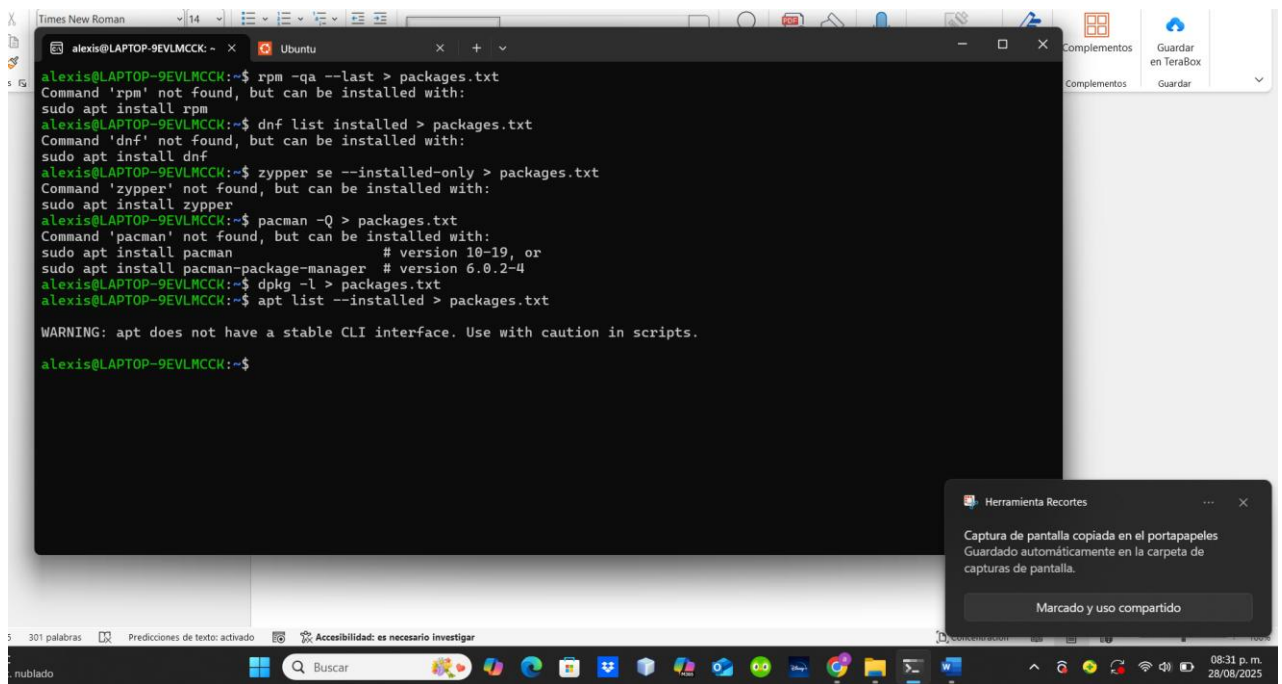 Times New Roman
14
alexis@LAPTOP-9EVLMCCK: ~
Ubuntu
Complementos
Guardar en TeraBox
Complementos
Guardar
alexis@LAPTOP-9EVLMCCK:~$ rpm -qa --last > packages.txt
Command 'rpm' not found, but can be installed with:
sudo apt install rpm
alexis@LAPTOP-9EVLMCCK:~$ dnf list installed > packages.txt
Command 'dnf' not found, but can be installed with:
sudo apt install dnf
alexis@LAPTOP-9EVLMCCK:~$ zypper se --installed-only > packages.txt
Command 'zypper' not found, but can be installed with:
sudo apt install zypper
alexis@LAPTOP-9EVLMCCK:~$ pacman -Q > packages.txt
Command 'pacman' not found, but can be installed with:
sudo apt install pacman                  # version 10-19, or
sudo apt install pacman-package-manager  # version 6.0.2-4
alexis@LAPTOP-9EVLMCCK:~$ dpkg -l > packages.txt
alexis@LAPTOP-9EVLMCCK:~$ apt list --installed > packages.txt
WARNING: apt does not have a stable CLI interface. Use with caution in scripts.
alexis@LAPTOP-9EVLMCCK:~$
Herramienta Recortes
Captura de pantalla copiada en el portapapeles
Guardado automáticamente en la carpeta de
capturas de pantalla.
Marcado y uso compartido
301 palabras
Predicciones de texto: activado
Accesibilidad: es necesario investigar
nublado
Buscar
08:31 p. m.
28/08/2025